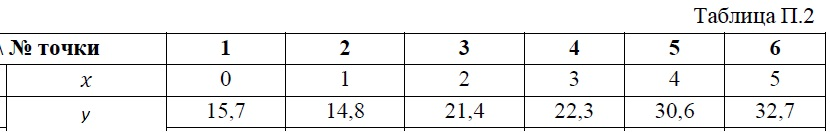 Таблица П.2
\ № точки 1 2 3 4 5 6
x 0 1 2 3 4 5
y 15,7 14,8 21,4 22,3 30,6 32,7